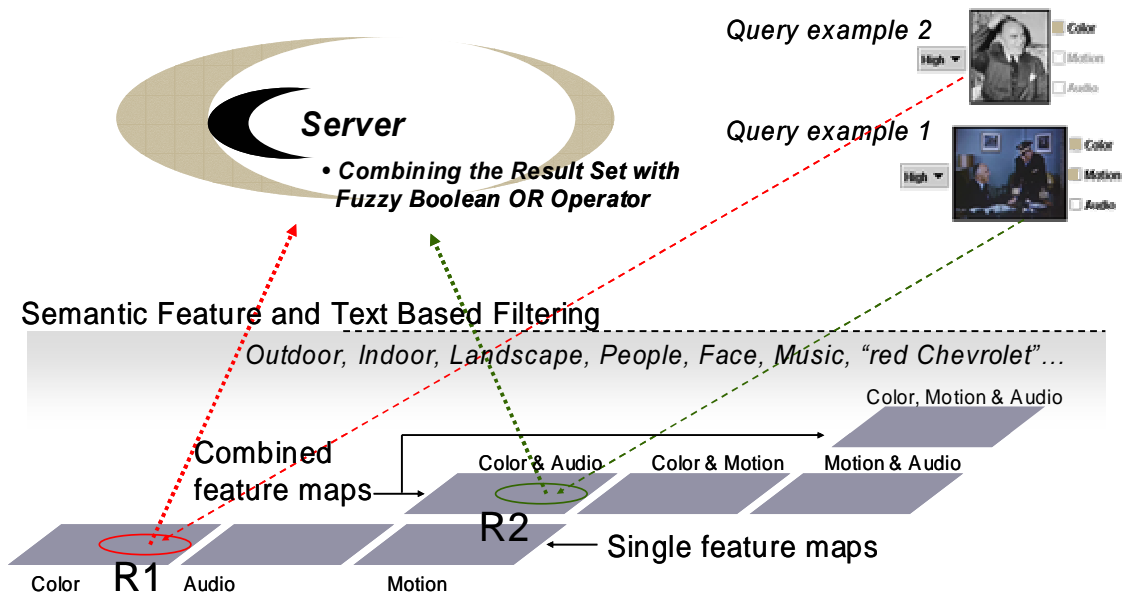 Query example 2
Color
High
Motion
Audio
Server
Query example 1
Color
• Combining the Result Set with
High
Motion
Fuzzy Boolean OR Operator
Audio
Semantic Feature and Text Based Filtering
Outdoor, Indoor, Landscape, People, Face, Music, “red Chevrolet”…
Color, Motion & Audio
Combined
feature maps
Color & Audio
Color & Motion
Motion & Audio
R2
Single feature maps
Color
R1
Audio
Motion